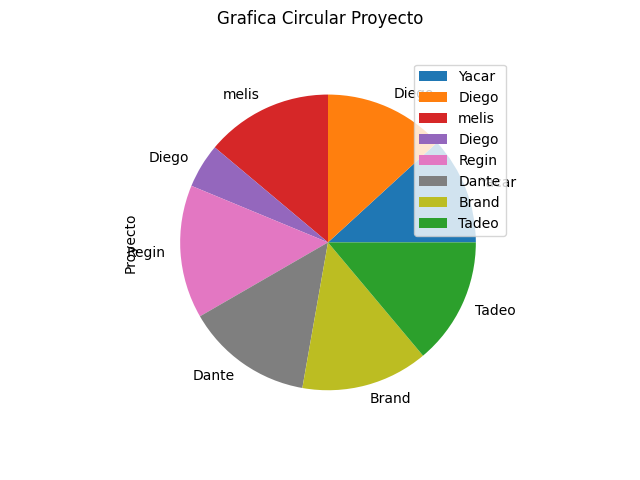 Grafica Circular Proyecto
Yacar
Diego
melis
Diego
Regin
Dante
Brand
Tadeo
Diego
melis
Diego
Regin
Dante
Brand
Tadeo
Proyecto